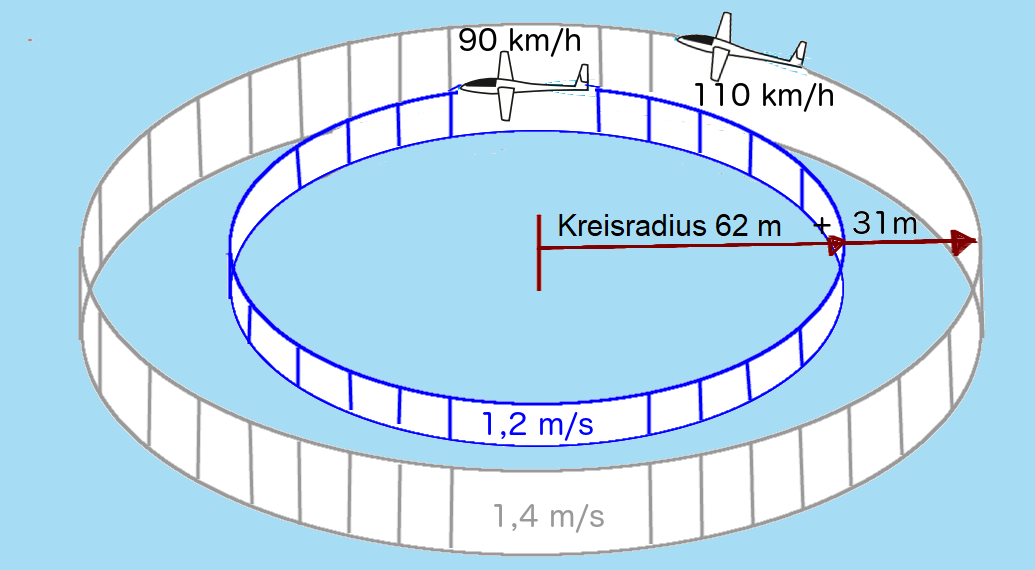 90 km/h
110 km/h
Kreisradius 62 m + 31m
1,2 m/s
1,4 m/s